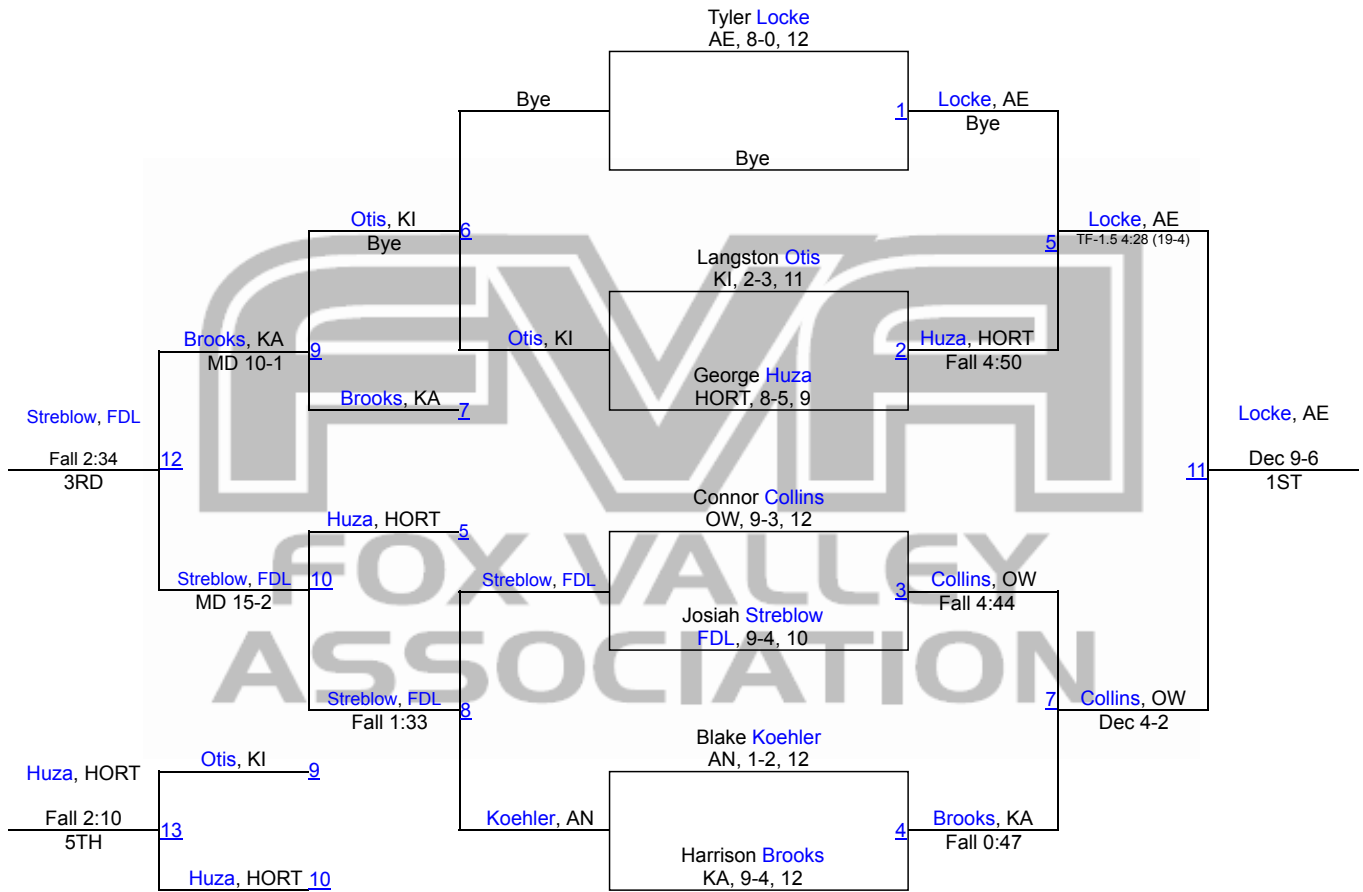 Tyler Locke
AE, 8-0, 12
Bye
1
Locke, AE
Bye
Bye
Otis, KI
Bye
6
Locke, AE
TF-1.5 4:28 (19-4)
5
Langston Otis
KI, 2-3, 11
Brooks, KA
MD 10-1
9
Otis, KI
2
Huza, HORT
Fall 4:50
George Huza
HORT, 8-5, 9
Brooks, KA
7
Streblow, FDL
Fall 2:34
3RD
12
Locke, AE
Dec 9-6
1ST
11
Connor Collins
OW, 9-3, 12
Huza, HORT
5
Streblow, FDL
MD 15-2
10
Streblow, FDL
3
Collins, OW
Fall 4:44
Josiah Streblow
FDL, 9-4, 10
Streblow, FDL
Fall 1:33
8
7
Collins, OW
Dec 4-2
Blake Koehler
AN, 1-2, 12
Otis, KI
9
Huza, HORT
Fall 2:10
5TH
13
Koehler, AN
4
Brooks, KA
Fall 0:47
Harrison Brooks
KA, 9-4, 12
Huza, HORT
10
FVA
FOX VALLEY
ASSOCIATION